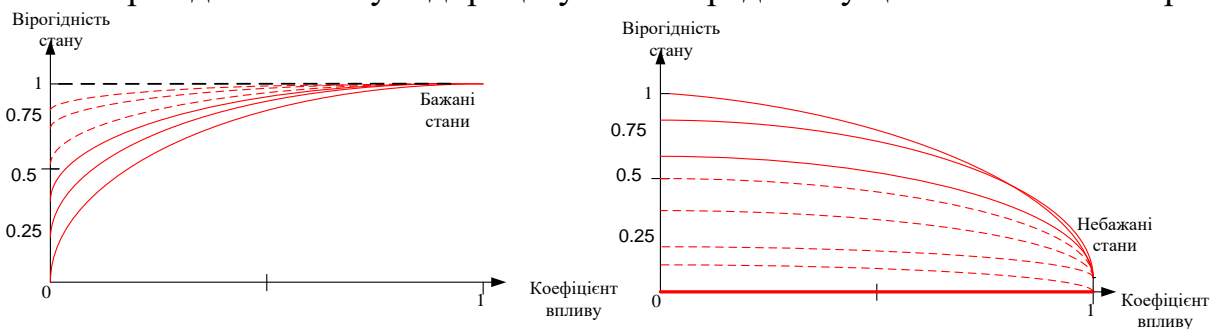 Вірогідність
стану
1
0.75
0.5
0.25
0
1
Бажані
стани
Коефіцієнт
впливу
Вірогідність
стану
1
0.75
0.5
0.25
0
1
Небажані
стани
Коефіцієнт
впливу